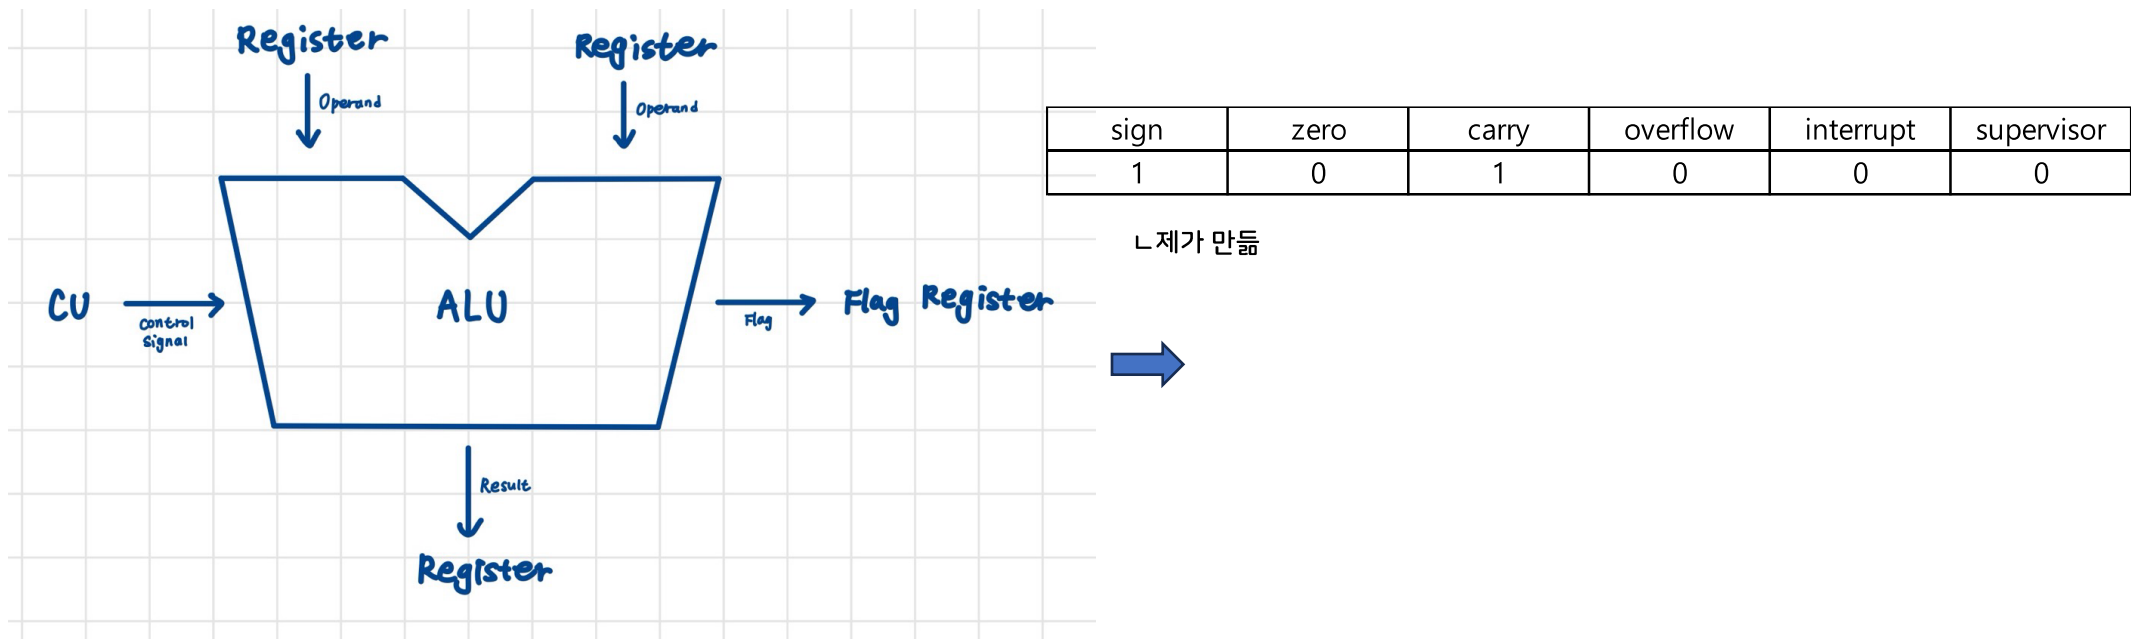 Register
Register
Operand
Operand
CU
Control
Signal
ALU
Flag
Flag Register
Result
Register
sign zero carry overflow interrupt supervisor
1 0 1 0 0 0
ㄴ제가 만듦